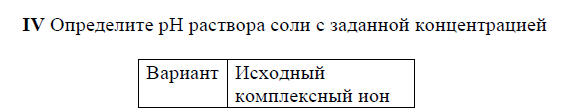 IV Определите pH раствора соли с заданной концентрацией
Вариант Исходный
комплексный ион